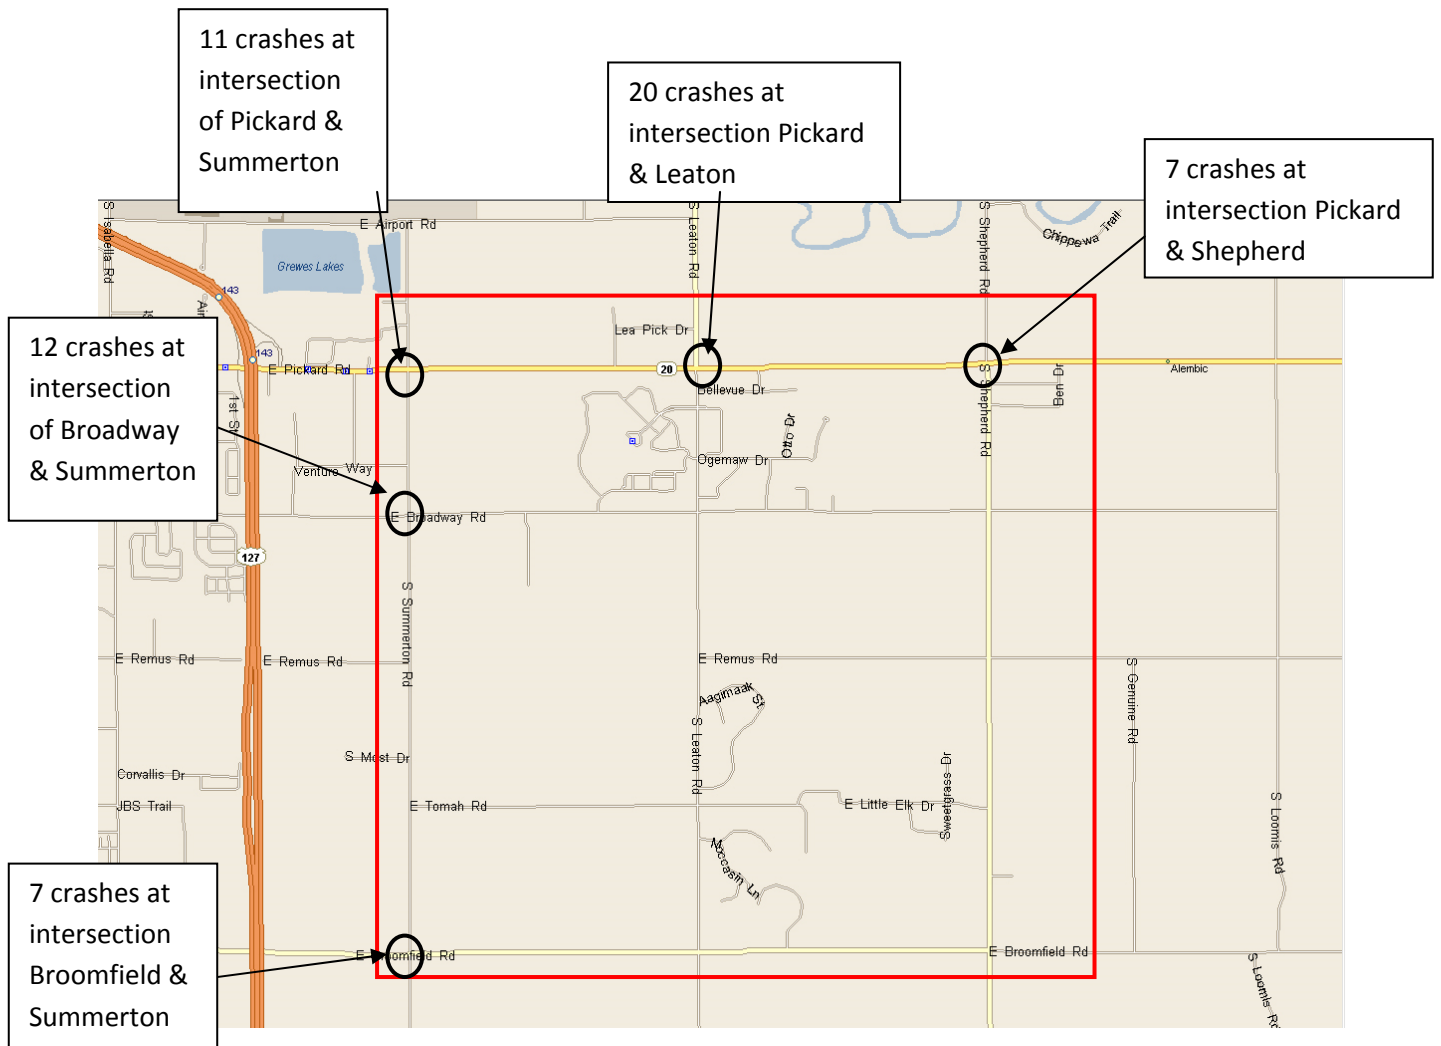 11 crashes at
intersection
of Pickard &
Summerton
20 crashes at
intersection Pickard
& Leaton
7 crashes at
intersection Pickard
& Shepherd
12 crashes at
intersection
of Broadway
& Summerton
7 crashes at
intersection
Broomfield &
Summerton
S Isabella Rd
E Airport Rd
Grewes Lakes
S Leaton Rd
S Shepherd Rd
Chippewa Trail
143
143
Lea Pick Dr
E Pickard Rd
20
Alembic
Bellevue Dr
S Shepherd Rd
Ben Dr
1st St
Otto Dr
Venture Way
Ogemaw Dr
E Broadway Rd
127
S Summerton Rd
E Remus Rd
E Remus Rd
E Remus Rd
S Genuine Rd
Aagimaak St
S Leaton Rd
S Most Dr
Corvallis Dr
JBS Trail
E Tomah Rd
E Little Elk Dr
Sweetgrass Dr
S Loomis Rd
Moccasin Ln
E Broomfield Rd
E Broomfield Rd
S Loomis Rd